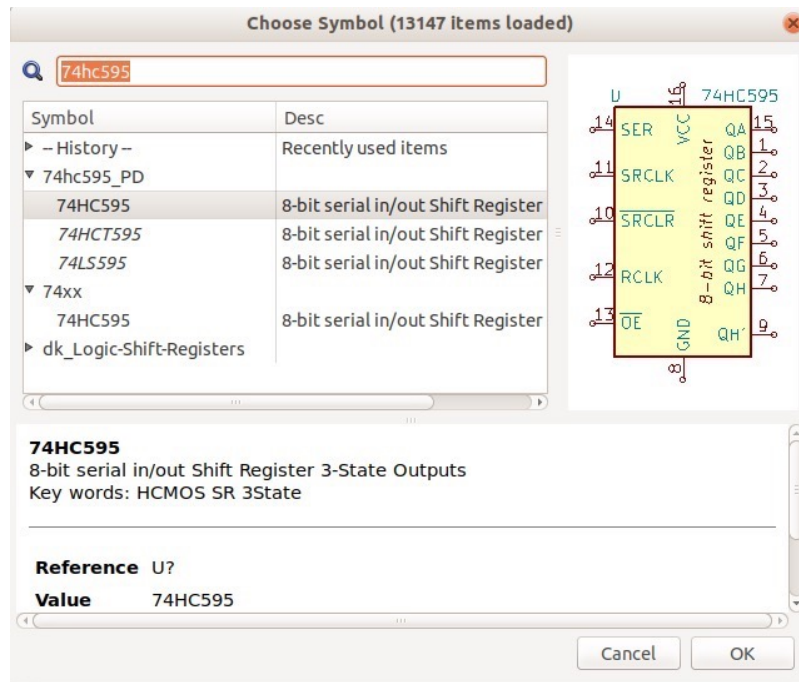 Choose Symbol (13147 items loaded)
74hc595
Symbol Desc
-- History -- Recently used items
74hc595_PD
74HC595 8-bit serial in/out Shift Register
74HCT595 8-bit serial in/out Shift Register
74LS595 8-bit serial in/out Shift Register
74xx
74HC595 8-bit serial in/out Shift Register
dk_Logic-Shift-Registers
U 16 74HC595
14 SER VCC QA 15
QB 1
11 SRCLK QC 2
QD 3
10 SRCLR QE 4
QF 5
12 RCLK QG 6
QH 7
13 OE GND QH' 9
8-bit shift register
8
74HC595
8-bit serial in/out Shift Register 3-State Outputs
Key words: HCMOS SR 3State
Reference U?
Value 74HC595
Cancel OK